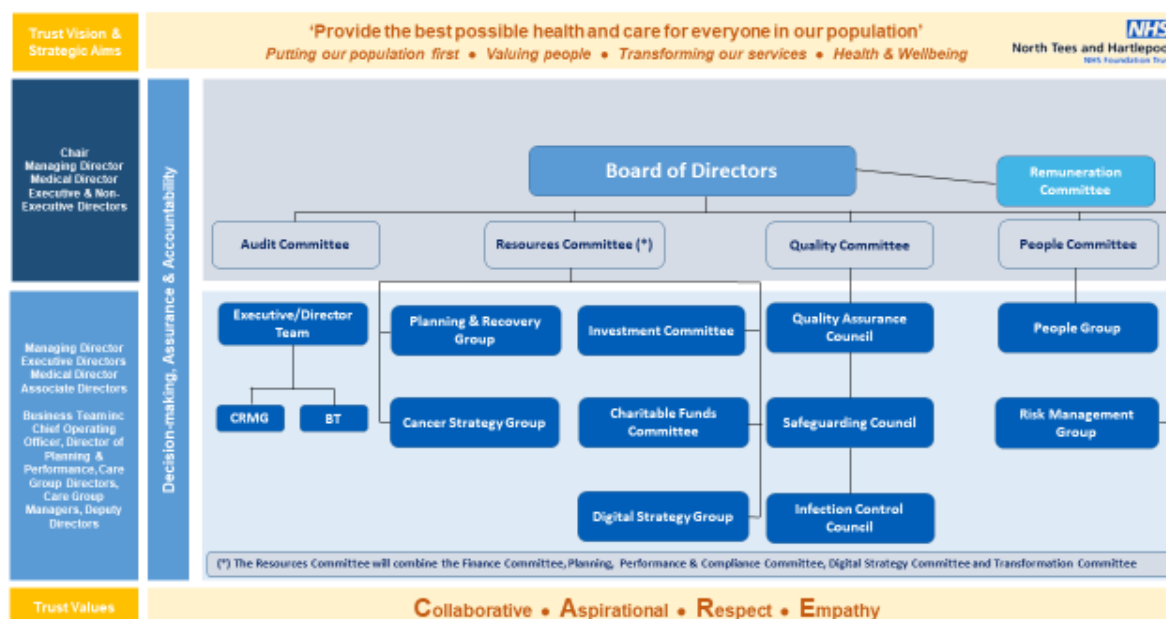 Trust Vision &
Strategic Aims
'Provide the best possible health and care for everyone in our population'
Putting our population first • Valuing people • Transforming our services • Health & Wellbeing
NHS
North Tees and Hartlepool
NHS Foundation Trust
Chair
Managing Director
Medical Director
Executive & Non-
Executive Directors
Decision-making, Assurance & Accountability
Board of Directors
Remuneration
Committee
Audit Committee
Resources Committee (*)
Quality Committee
People Committee
Managing Director
Executive Directors
Medical Director
Associate Directors
Business Team inc
Chief Operating
Officer, Director of
Planning &
Performance, Care
Group Directors,
Care Group
Managers, Deputy
Directors
Executive/Director
Team
CRMG
BT
Planning & Recovery
Group
Cancer Strategy Group
Investment Committee
Charitable Funds
Committee
Digital Strategy Group
Quality Assurance
Council
Safeguarding Council
Infection Control
Council
People Group
Risk Management
Group
(*) The Resources Committee will combine the Finance Committee, Planning, Performance & Compliance Committee, Digital Strategy Committee and Transformation Committee
Trust Values
Collaborative • Aspirational • Respect • Empathy